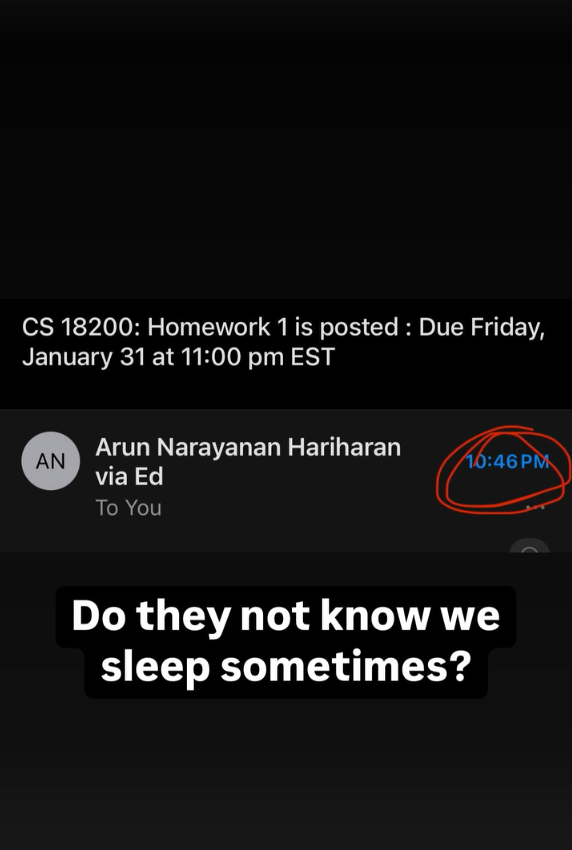 CS 18200: Homework 1 is posted : Due Friday,
January 31 at 11:00 pm EST
AN
Arun Narayanan Hariharan
via Ed
10:46 PM
To You
Do they not know we
sleep sometimes?